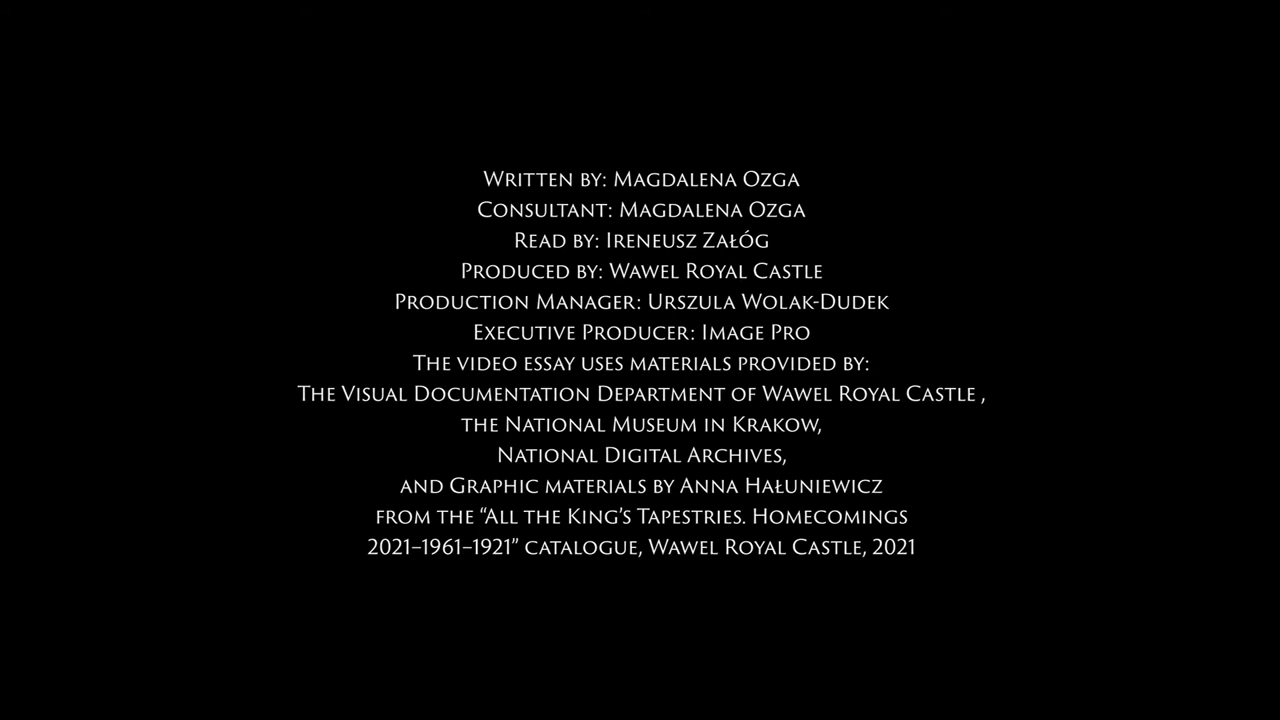 Written by: Magdalena Ozga
Consultant: Magdalena Ozga
Read by: Ireneusz Załóg
Produced by: Wawel Royal Castle
Production Manager: Urszula Wolak-Dudek
Executive Producer: Image Pro
The video essay uses materials provided by:
The Visual Documentation Department of Wawel Royal Castle ,
the National Museum in Krakow,
National Digital Archives,
and Graphic materials by Anna Hałuniewicz
from the “All the King’s Tapestries. Homecomings
2021–1961–1921” catalogue, Wawel Royal Castle, 2021